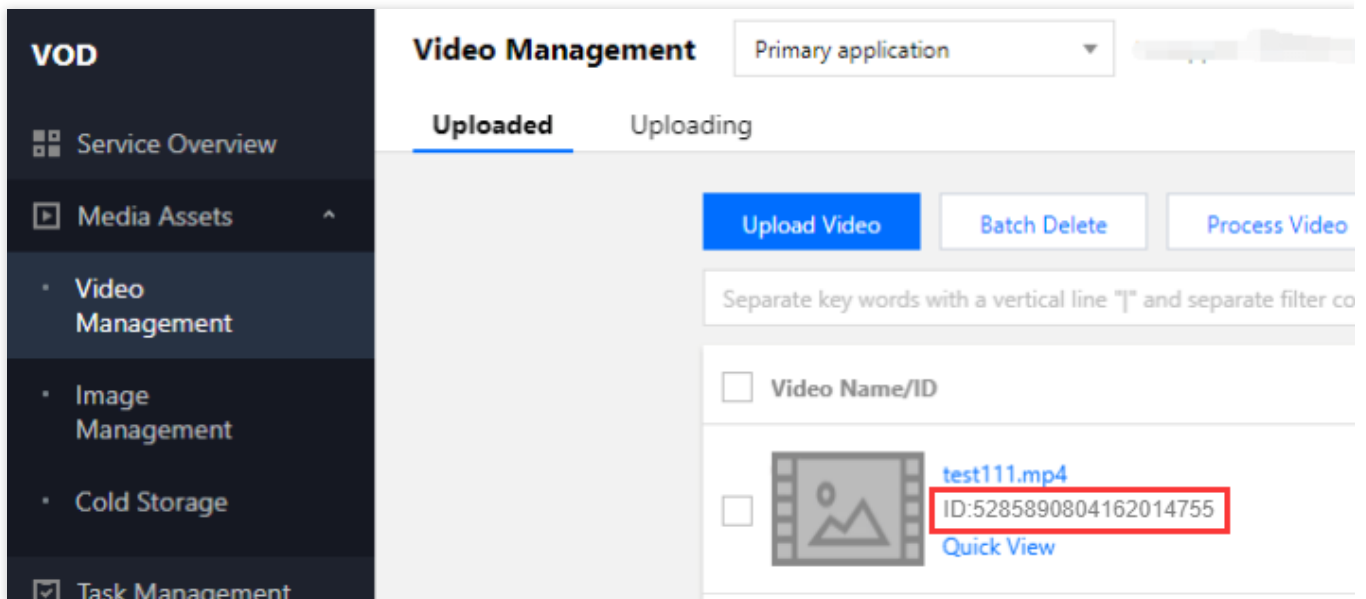 VOD
Service Overview
Media Assets
Video
Management
Image
Management
Cold Storage
Task Management
Video Management
Primary application
Uploaded
Uploading
Upload Video
Batch Delete
Process Video
Separate key words with a vertical line "|" and separate filter co
Video Name/ID
test111.mp4
ID:5285890804162014755
Quick View